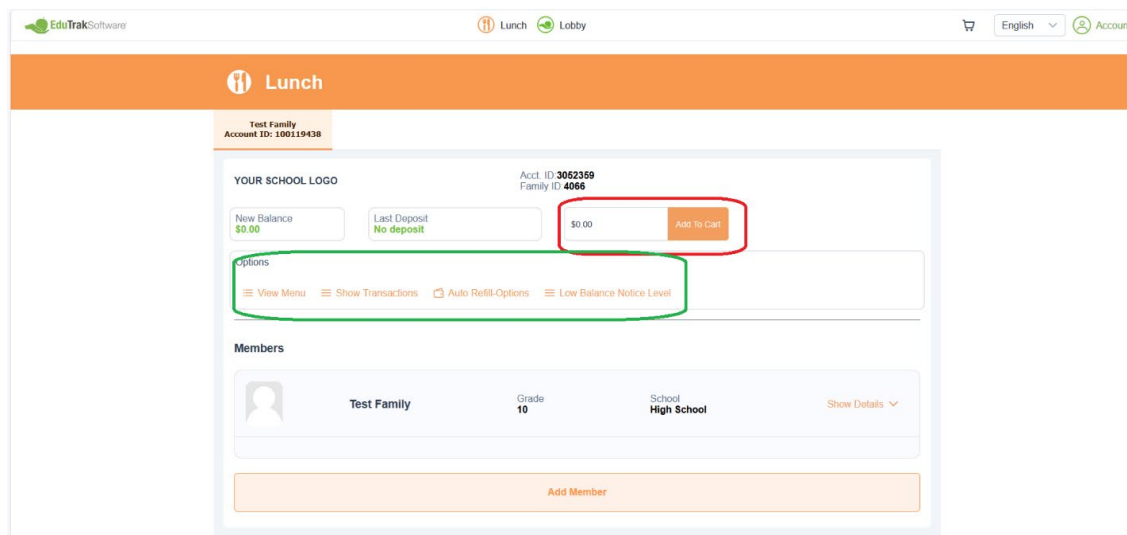 EduTrakSoftware
Lunch Lobby
English
Accoun
Lunch
Test Family
Account ID: 100119438
YOUR SCHOOL LOGO
Acct. ID:3052359
Family ID:4066
New Balance
$0.00
Last Deposit
No deposit
$0.00
Add To Cart
Options
View Menu Show Transactions Auto Refill-Options Low Balance Notice Level
Members
Test Family
Grade
10
School
High School
Show Details
Add Member